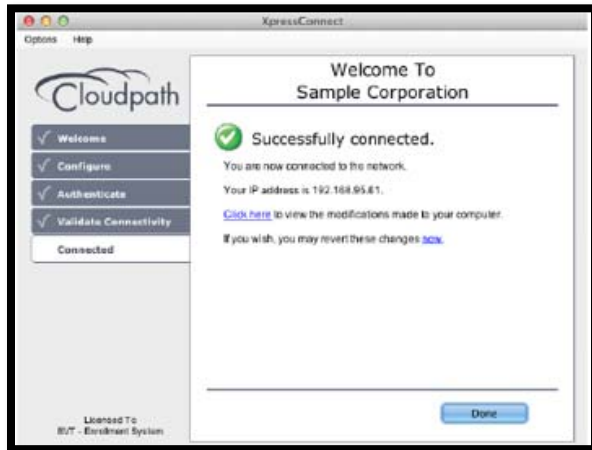 XpressConnect
Options Help
Cloudpath
Welcome
Configure
Authenticate
Validate Connectivity
Connected
Licensed To
BVT - Enrollment System
Welcome To
Sample Corporation
Successfully connected.
You are now connected to the network.
Your IP address is 192.168.95.61.
Click here to view the modifications made to your computer.
If you wish, you may revert these changes now.
Done